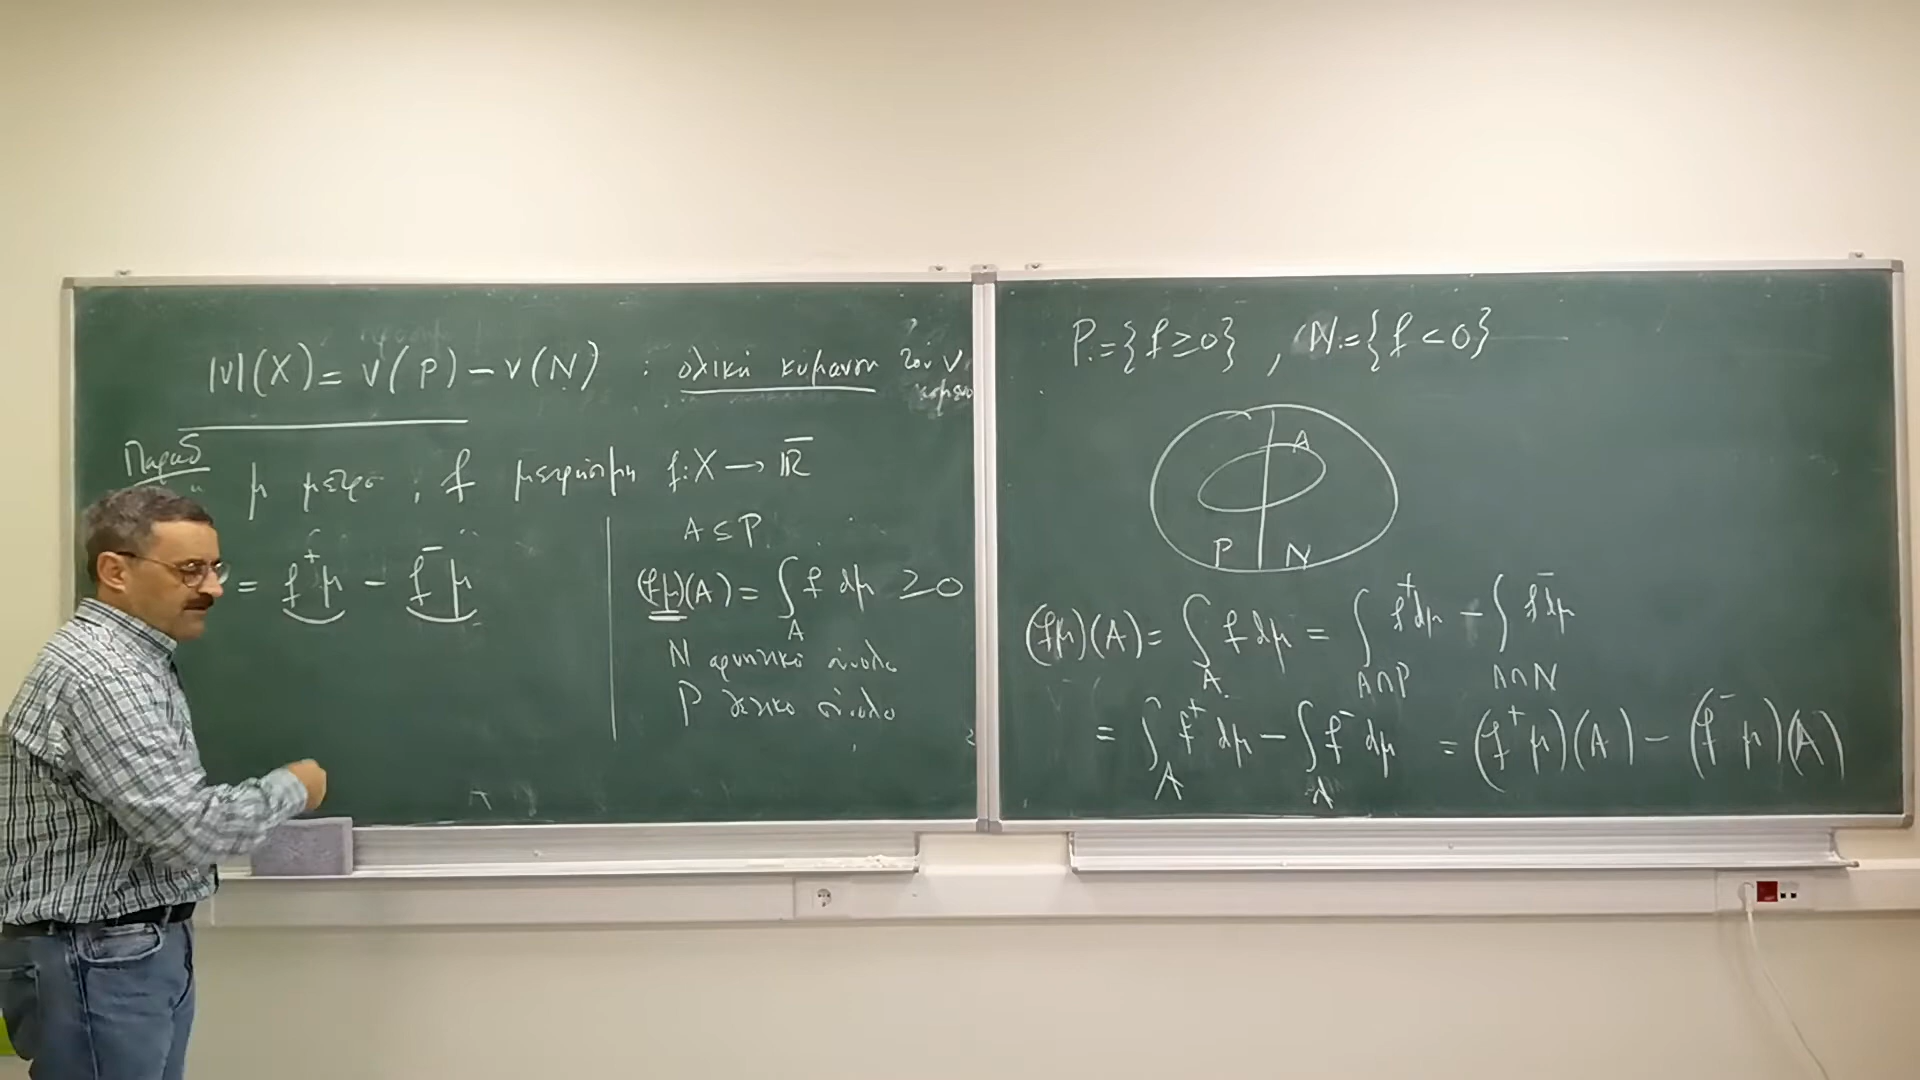 |ν|(X) = ν(P) − ν(N) : ολική κύμανση του ν
Παραδ
μ μετρο , f μετρήσιμη f: X → ℝ̄
= f⁺μ − f⁻μ
A ⊆ P
(fμ)(A) = ∫_A f dμ ≥ 0
N αρνητικό σύνολο
P θετικό σύνολο
P := {f ≥ 0} , N := {f < 0}
A
P N
(fμ)(A) = ∫_A f dμ = ∫_{A∩P} f⁺dμ − ∫_{A∩N} f⁻dμ
= ∫_A f⁺dμ − ∫_A f⁻dμ = (f⁺μ)(A) − (f⁻μ)(A)